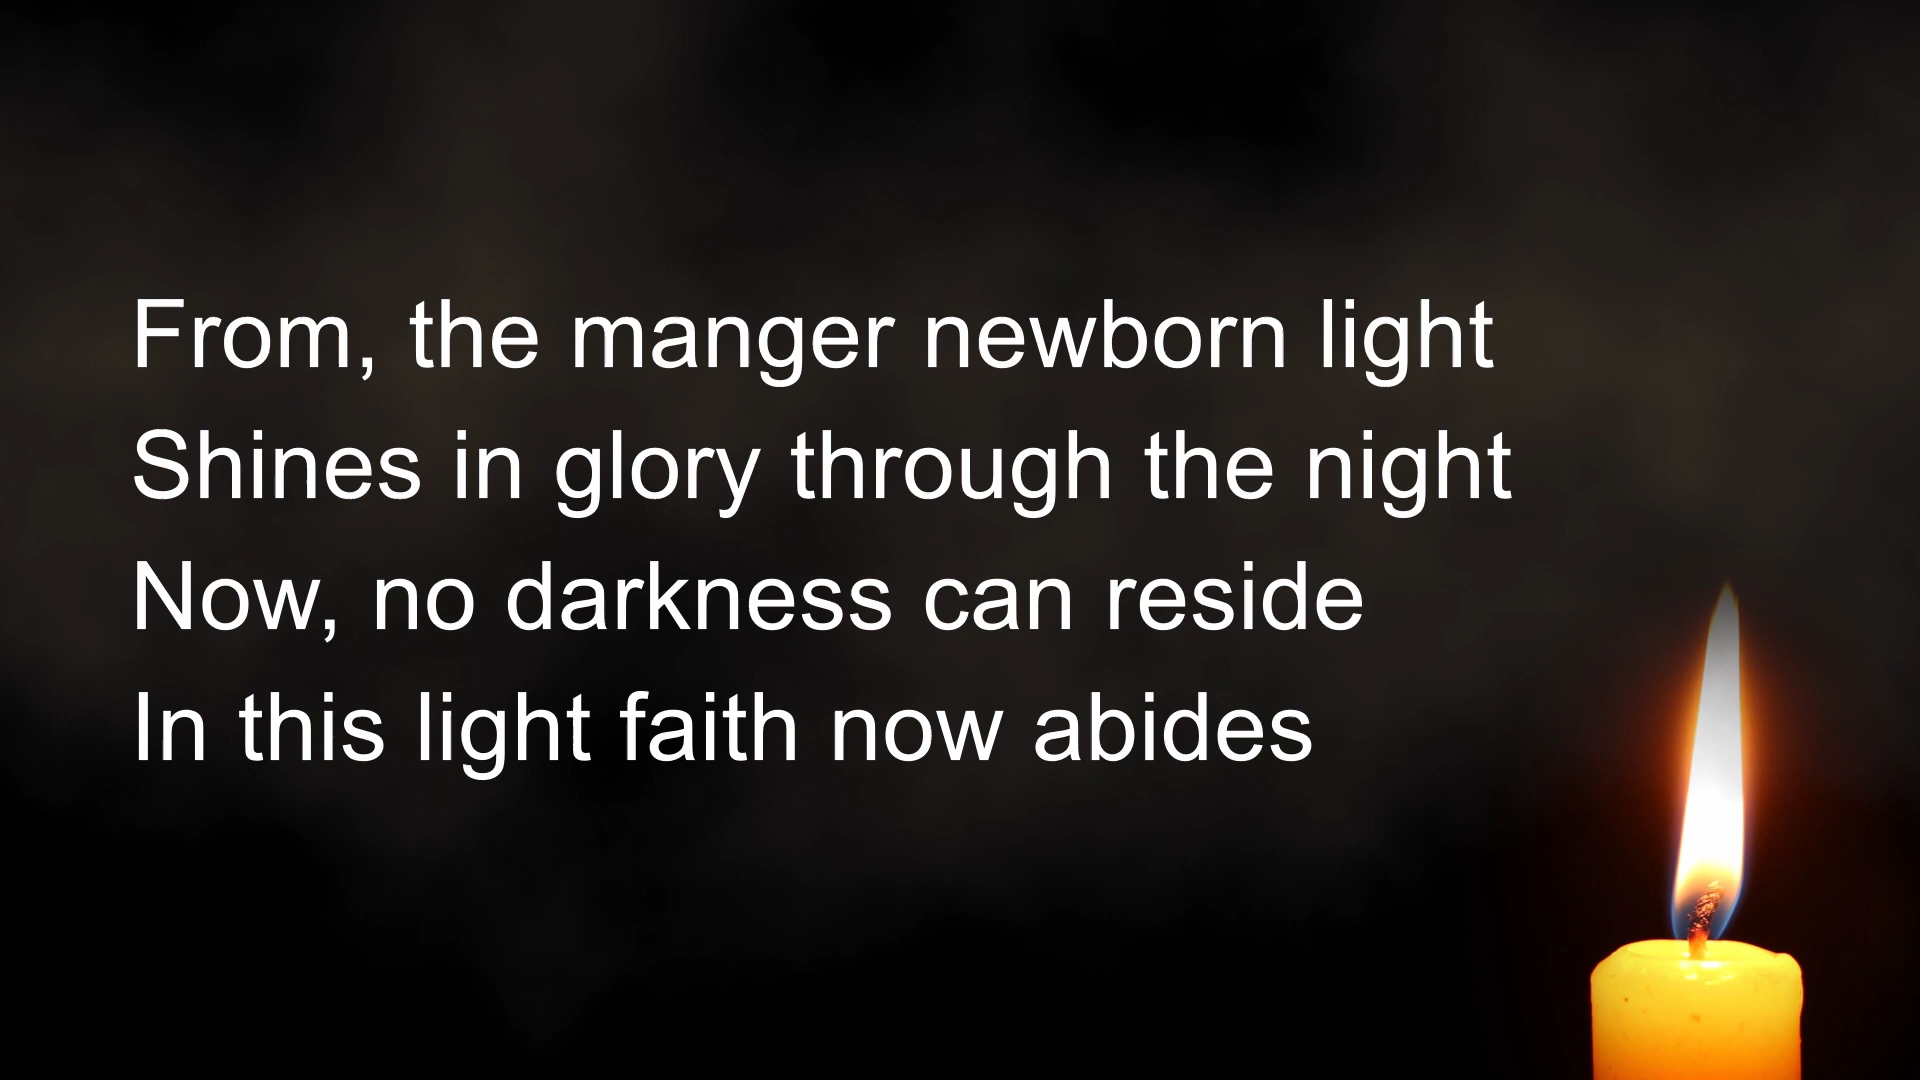 From, the manger newborn light
Shines in glory through the night
Now, no darkness can reside
In this light faith now abides